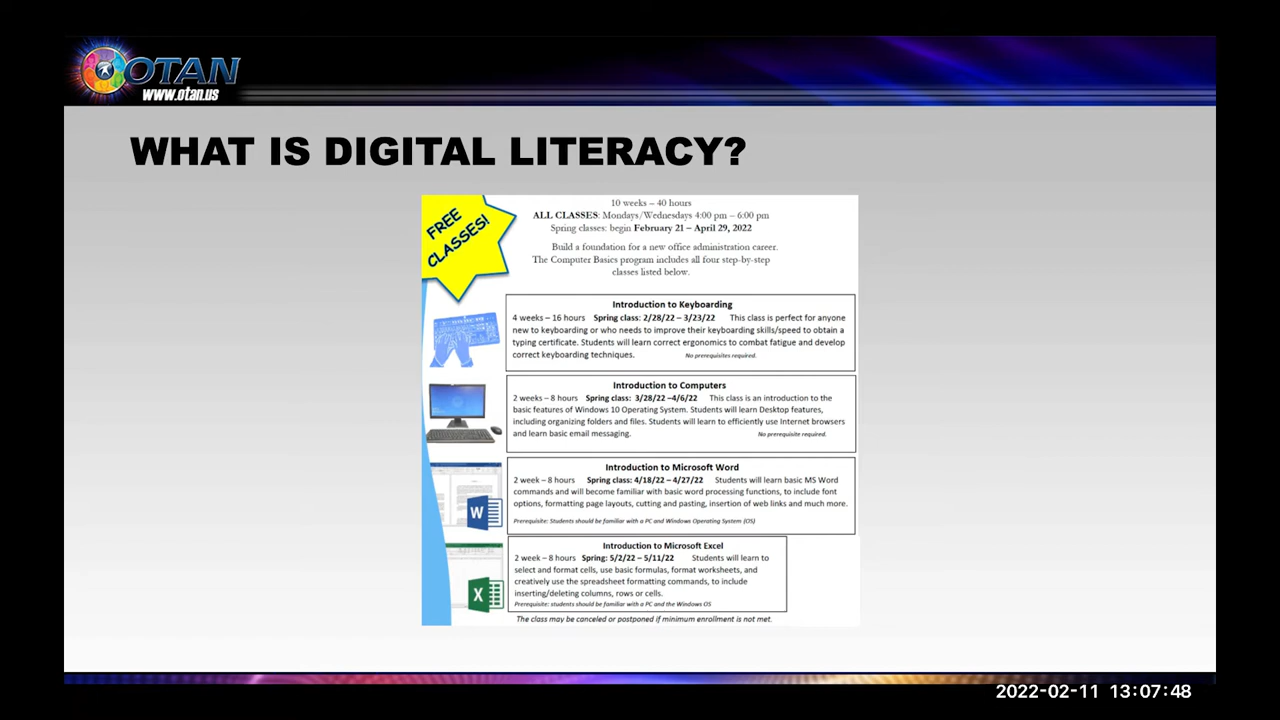 OTAN
www.otan.us
WHAT IS DIGITAL LITERACY?
FREE
CLASSES!
10 weeks – 40 hours
ALL CLASSES: Mondays/Wednesdays 4:00 pm – 6:00 pm
Spring classes: begin February 21 – April 29, 2022
Build a foundation for a new office administration career.
The Computer Basics program includes all four step-by-step
classes listed below.
Introduction to Keyboarding
4 weeks – 16 hours Spring class: 2/28/22 – 3/23/22 This class is perfect for anyone
new to keyboarding or who needs to improve their keyboarding skills/speed to obtain a
typing certificate. Students will learn correct ergonomics to combat fatigue and develop
correct keyboarding techniques. No prerequisites required.
Introduction to Computers
2 weeks – 8 hours Spring class: 3/28/22 –4/6/22 This class is an introduction to the
basic features of Windows 10 Operating System. Students will learn Desktop features,
including organizing folders and files. Students will learn to efficiently use Internet browsers
and learn basic email messaging. No prerequisite required.
Introduction to Microsoft Word
2 week – 8 hours Spring class: 4/18/22 – 4/27/22 Students will learn basic MS Word
commands and will become familiar with basic word processing functions, to include font
options, formatting page layouts, cutting and pasting, insertion of web links and much more.
Prerequisite: Students should be familiar with a PC and Windows Operating System (OS)
W
Introduction to Microsoft Excel
2 week – 8 hours Spring: 5/2/22 – 5/11/22 Students will learn to
select and format cells, use basic formulas, format worksheets, and
creatively use the spreadsheet formatting commands, to include
inserting/deleting columns, rows or cells.
Prerequisite: students should be familiar with a PC and the Windows OS
X
The class may be canceled or postponed if minimum enrollment is not met.
2022-02-11 13:07:48